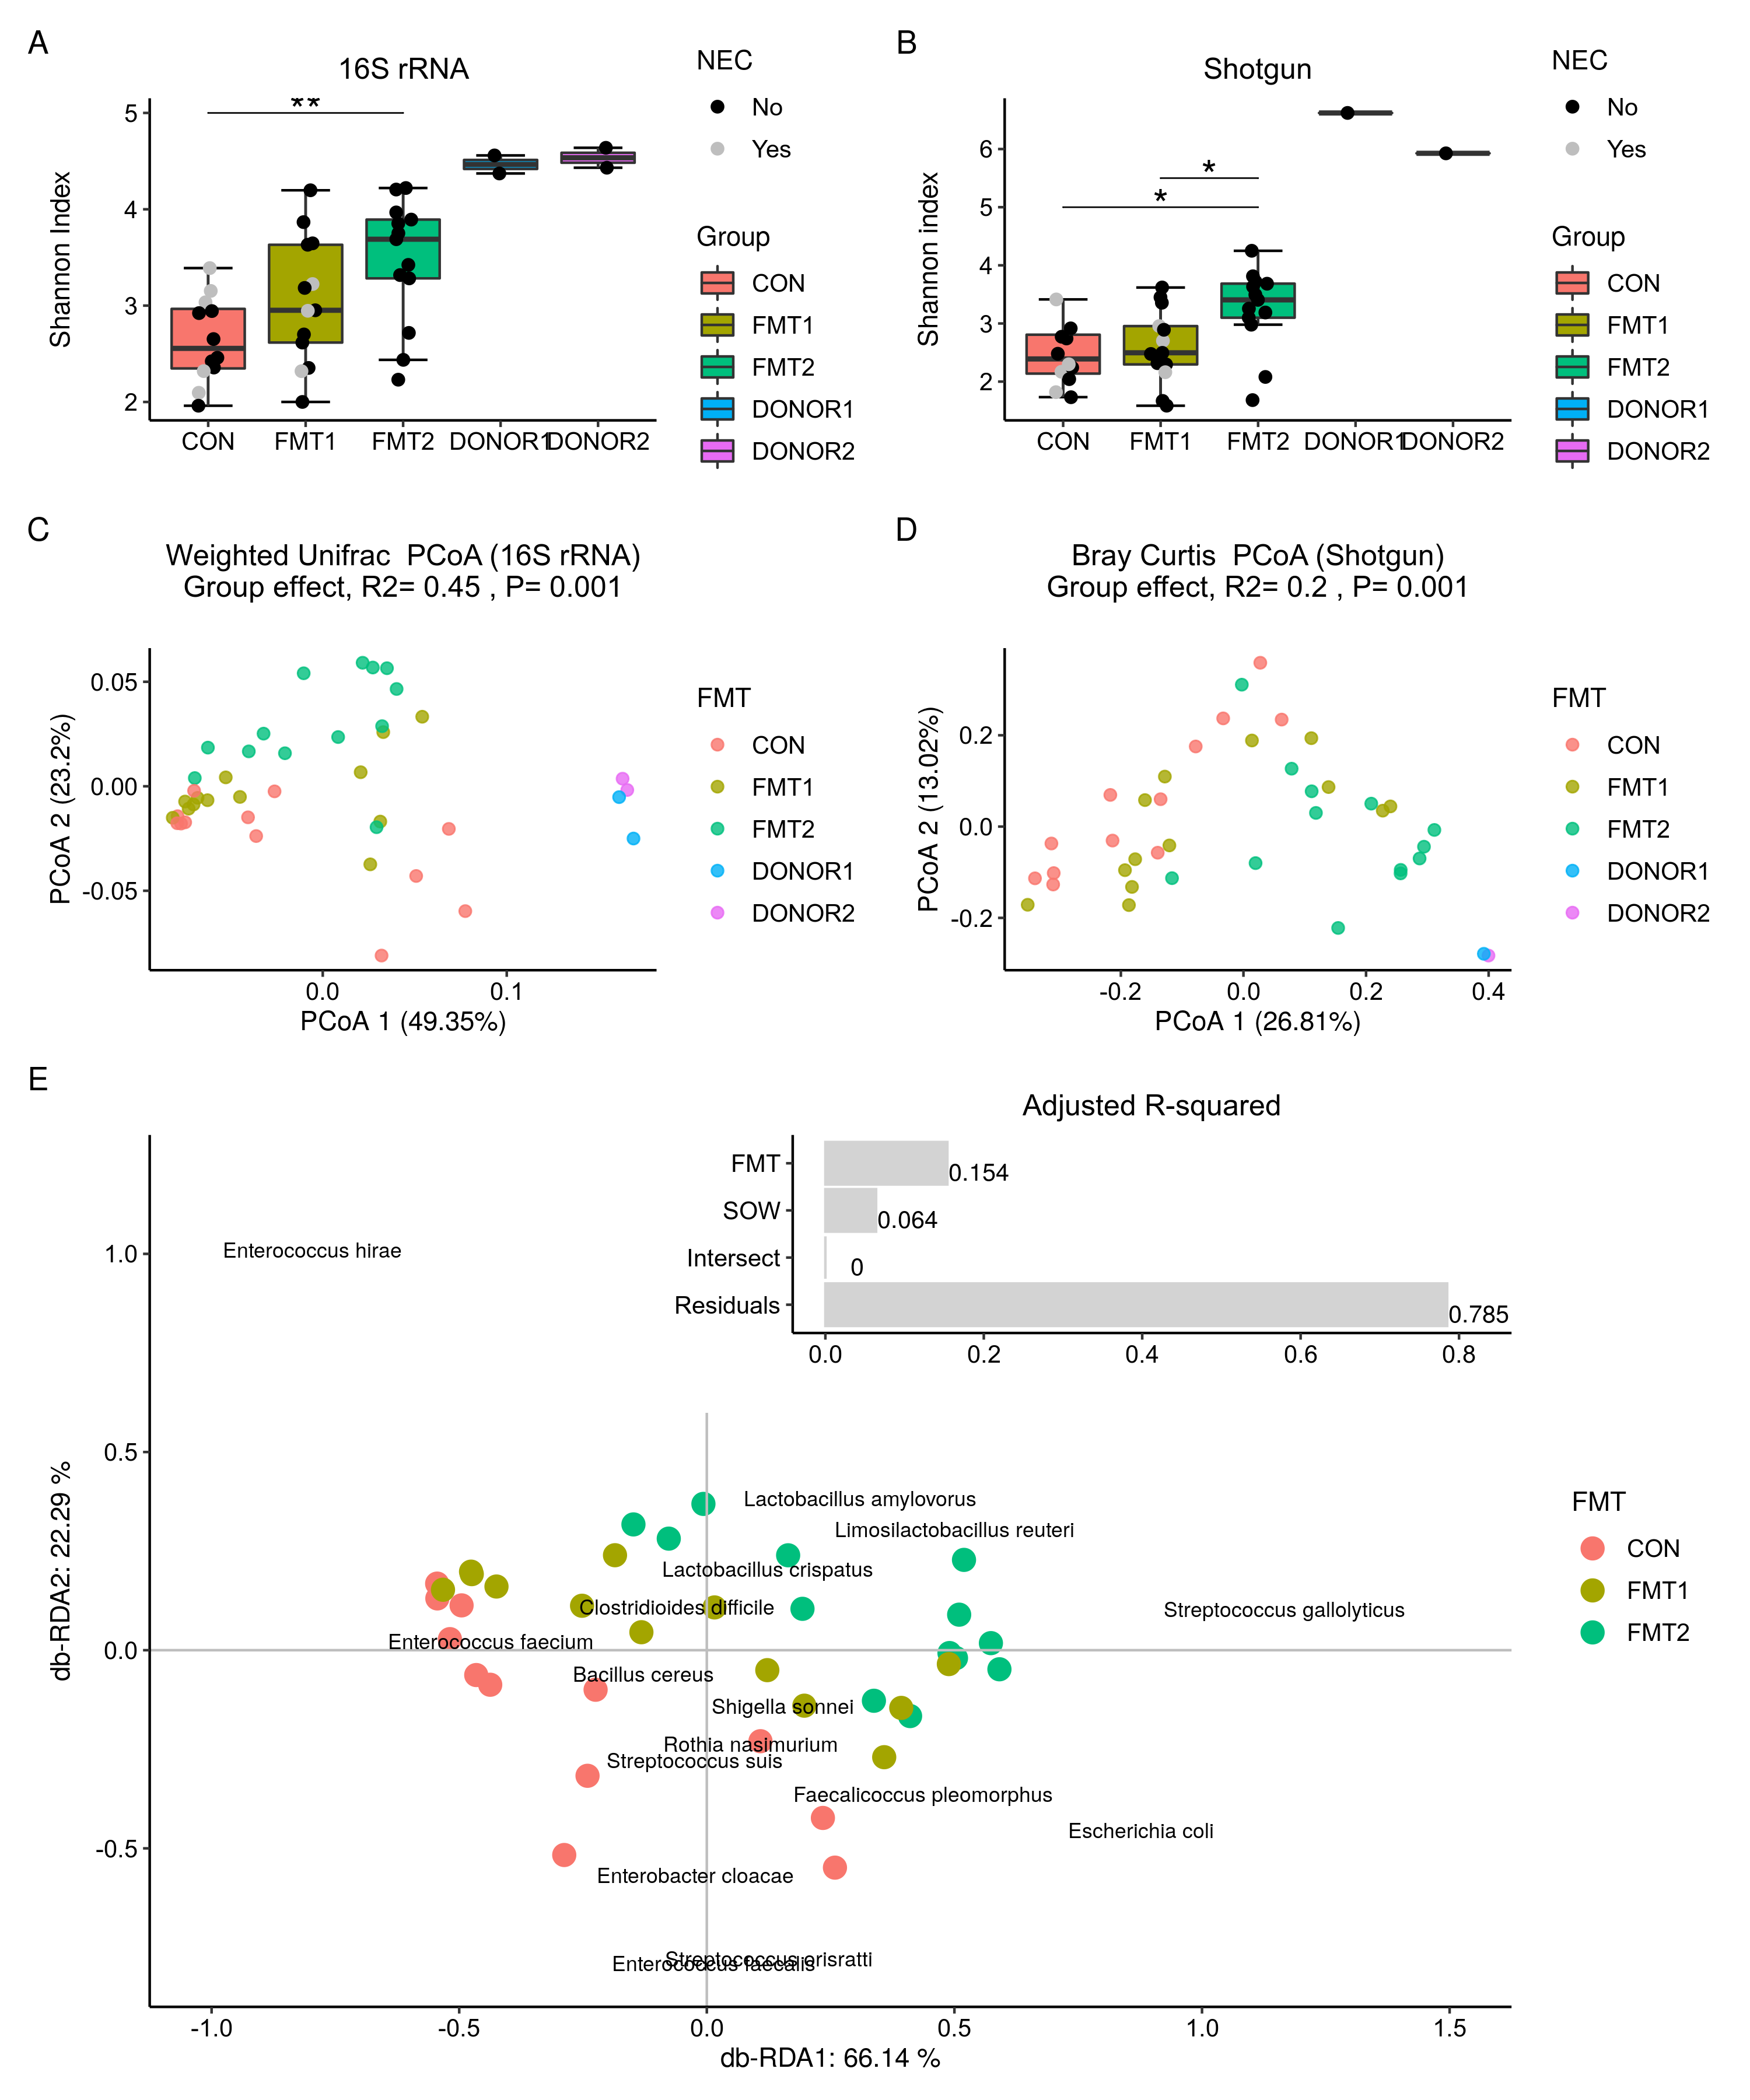 A
16S rRNA
Shannon Index
5
4
3
2
**
CON
FMT1
FMT2
DONOR1
DONOR2
NEC
No
Yes
Group
CON
FMT1
FMT2
DONOR1
DONOR2
B
Shotgun
Shannon index
6
5
4
3
2
*
*
CON
FMT1
FMT2
DONOR1
DONOR2
NEC
No
Yes
Group
CON
FMT1
FMT2
DONOR1
DONOR2
C
Weighted Unifrac PCoA (16S rRNA)
Group effect, R2= 0.45 , P= 0.001
PCoA 2 (23.2%)
0.05
0.00
-0.05
0.0
0.1
PCoA 1 (49.35%)
FMT
CON
FMT1
FMT2
DONOR1
DONOR2
D
Bray Curtis PCoA (Shotgun)
Group effect, R2= 0.2 , P= 0.001
PCoA 2 (13.02%)
0.2
0.0
-0.2
-0.2
0.0
0.2
0.4
PCoA 1 (26.81%)
FMT
CON
FMT1
FMT2
DONOR1
DONOR2
E
Adjusted R-squared
FMT
0.154
SOW
0.064
Intersect
0
Residuals
0.785
0.0
0.2
0.4
0.6
0.8
db-RDA2: 22.29 %
1.0
0.5
0.0
-0.5
Enterococcus hirae
Lactobacillus amylovorus
Limosilactobacillus reuteri
Lactobacillus crispatus
Clostridioides difficile
Streptococcus gallolyticus
Enterococcus faecium
Bacillus cereus
Shigella sonnei
Rothia nasimurium
Streptococcus suis
Faecalicoccus pleomorphus
Escherichia coli
Enterobacter cloacae
Streptococcus orisratti
Enterococcus faecalis
-1.0
-0.5
0.0
0.5
1.0
1.5
db-RDA1: 66.14 %
FMT
CON
FMT1
FMT2